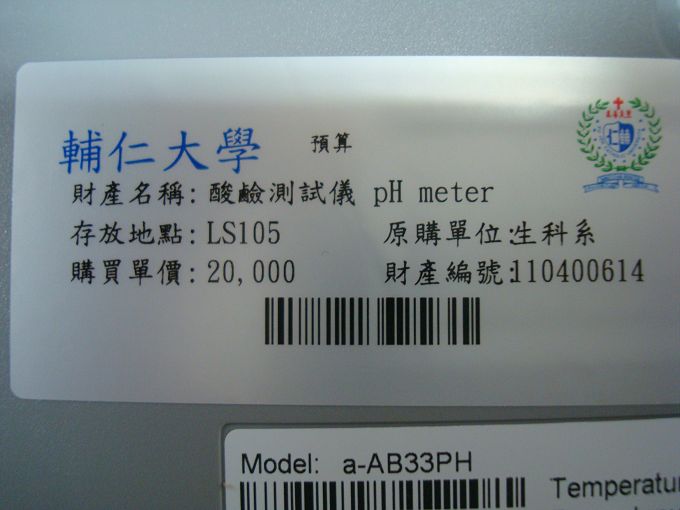 輔仁大學 預算
財產名稱: 酸鹼測試儀 pH meter
存放地點: LS105 原購單位:生科系
購買單價: 20,000 財產編號:110400614
Model: a-AB33PH